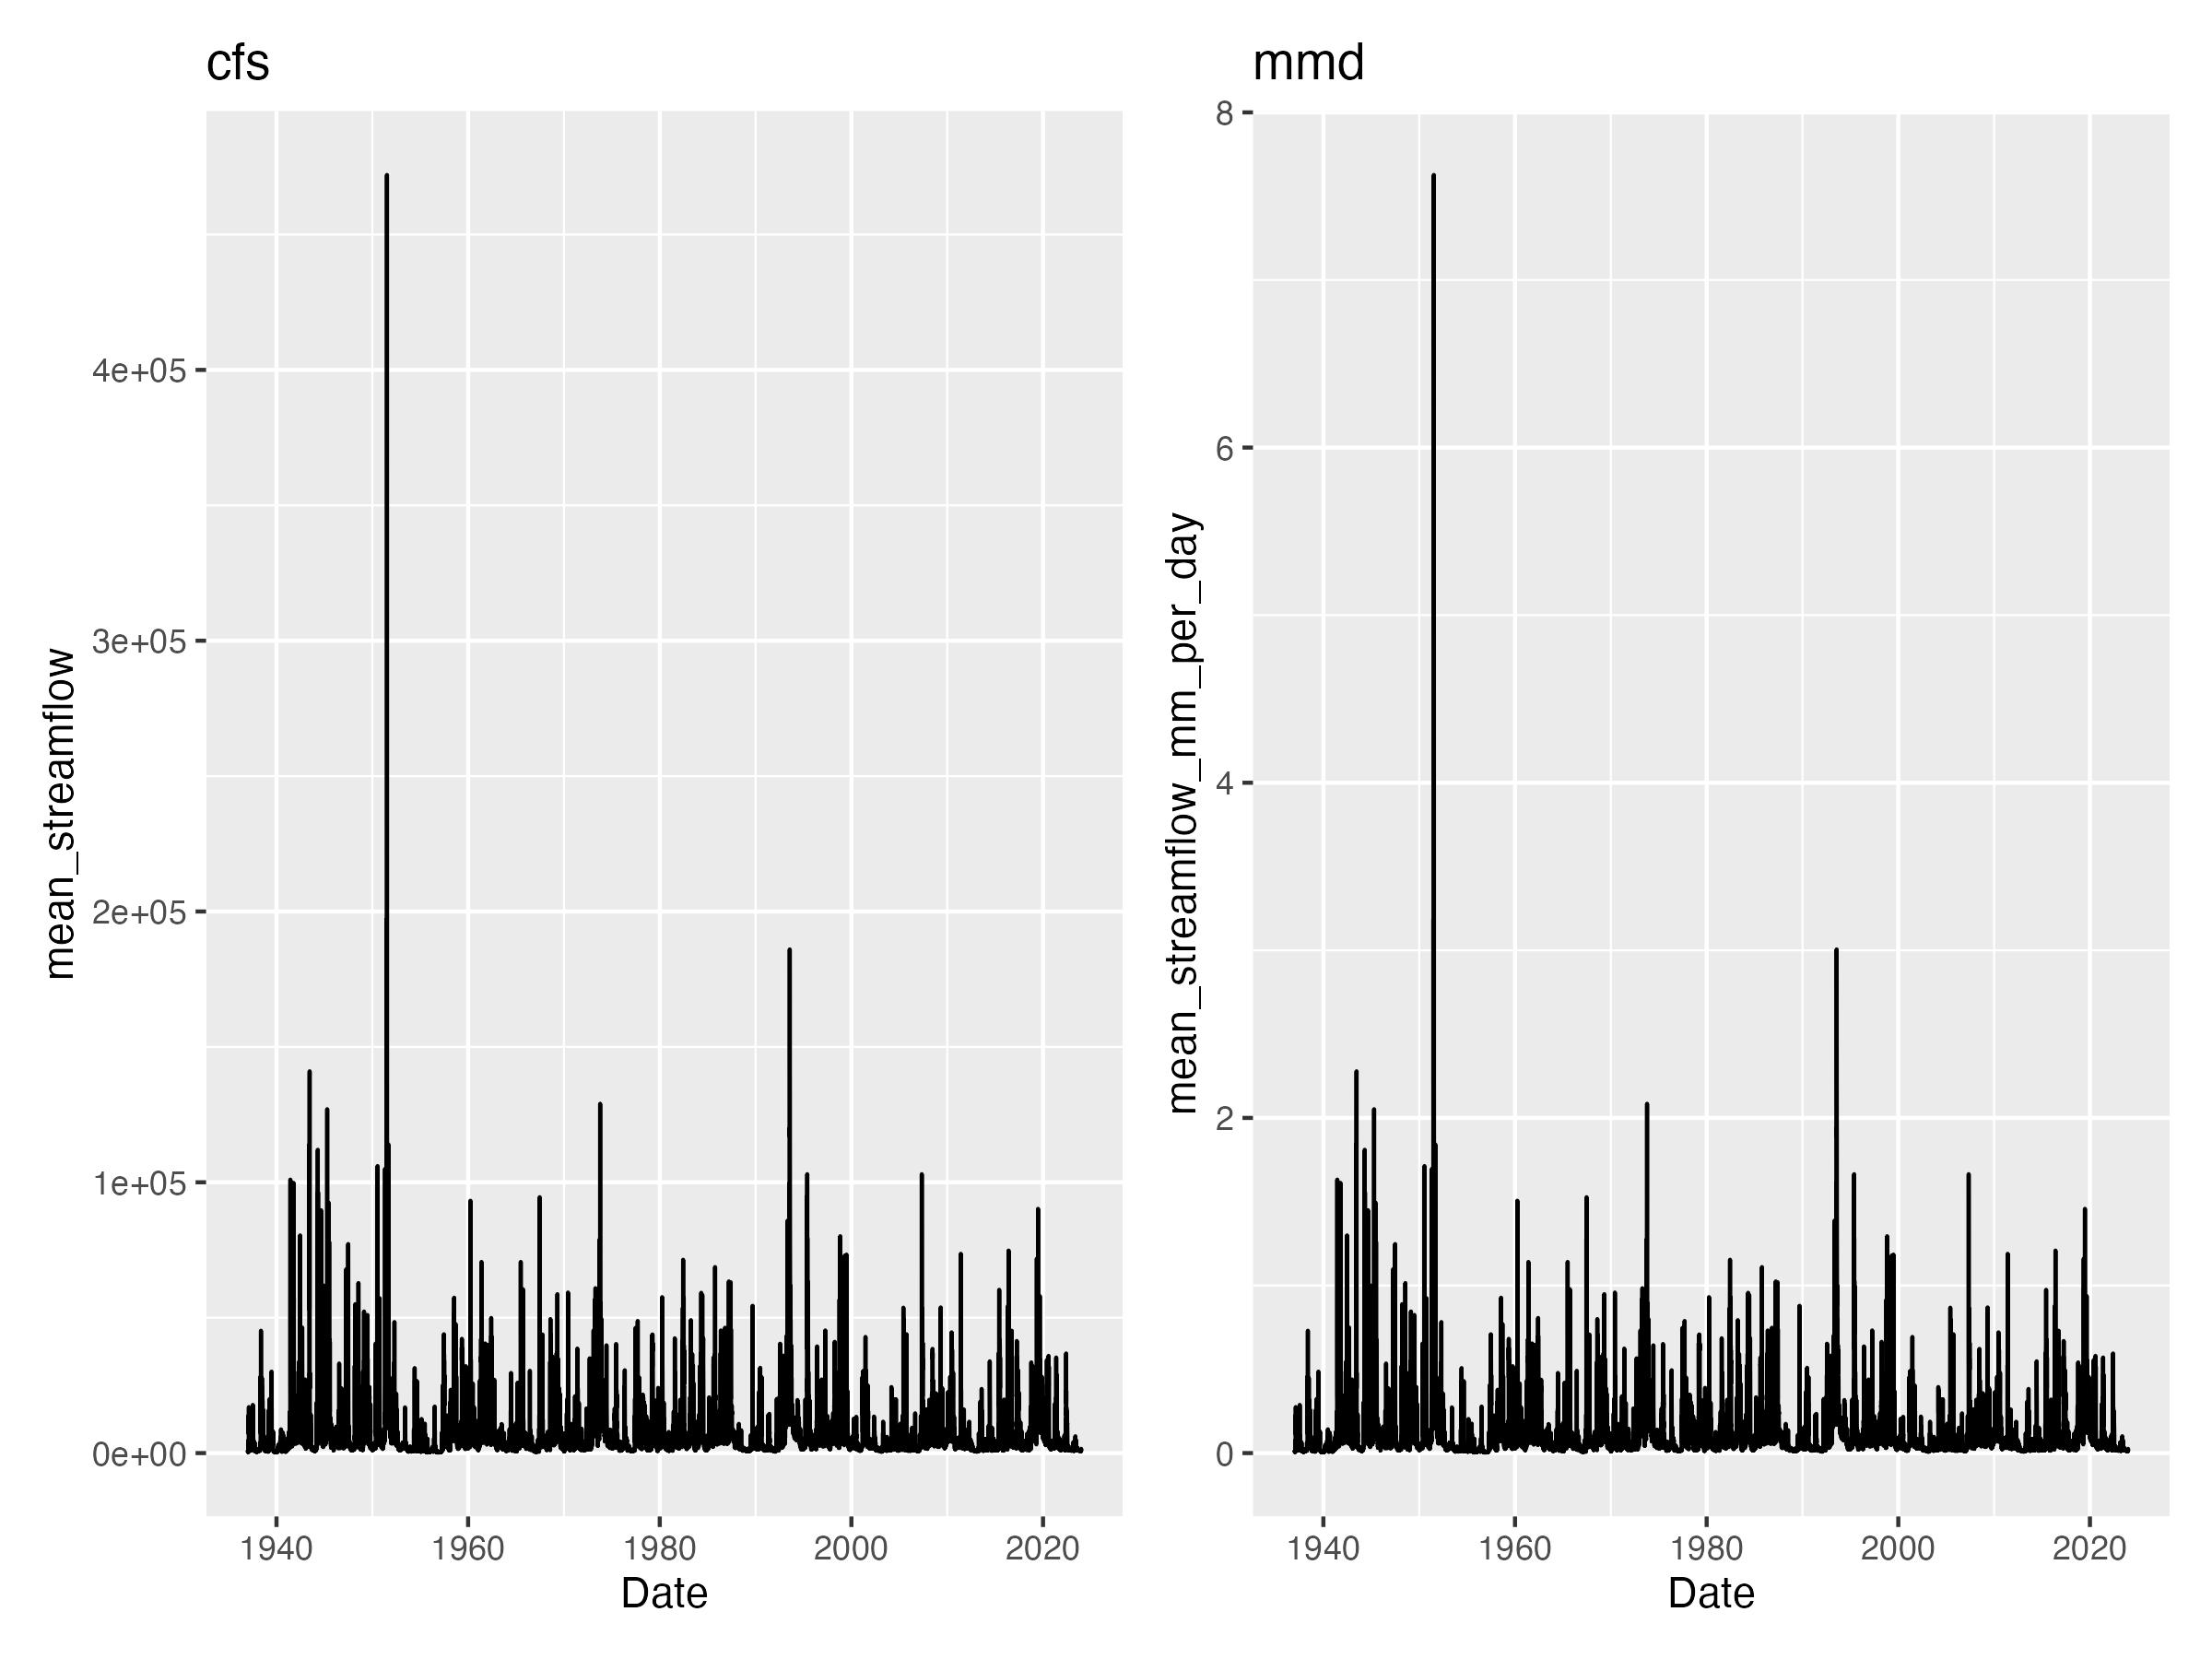 cfs
mean_streamflow
4e+05
3e+05
2e+05
1e+05
0e+00
1940 1960 1980 2000 2020
Date
mmd
mean_streamflow_mm_per_day
8
6
4
2
0
1940 1960 1980 2000 2020
Date